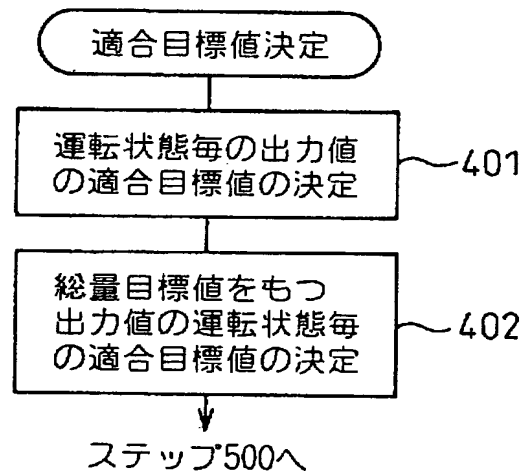 適合目標値決定
運転状態毎の出力値
の適合目標値の決定
401
総量目標値をもつ
出力値の運転状態毎
の適合目標値の決定
402
ステップ500へ